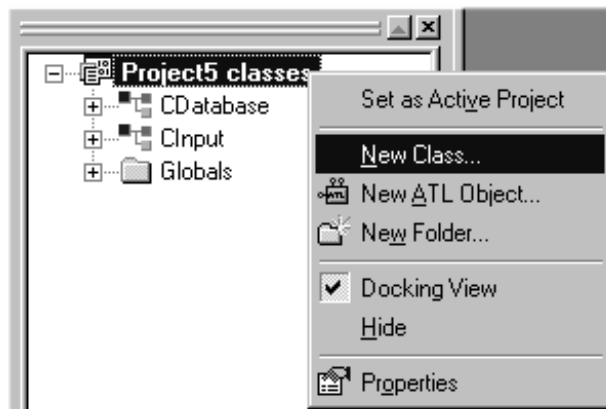 Project5 classes
CDatabase
CInput
Globals
Set as Active Project
New Class...
New ATL Object...
New Folder...
Docking View
Hide
Properties